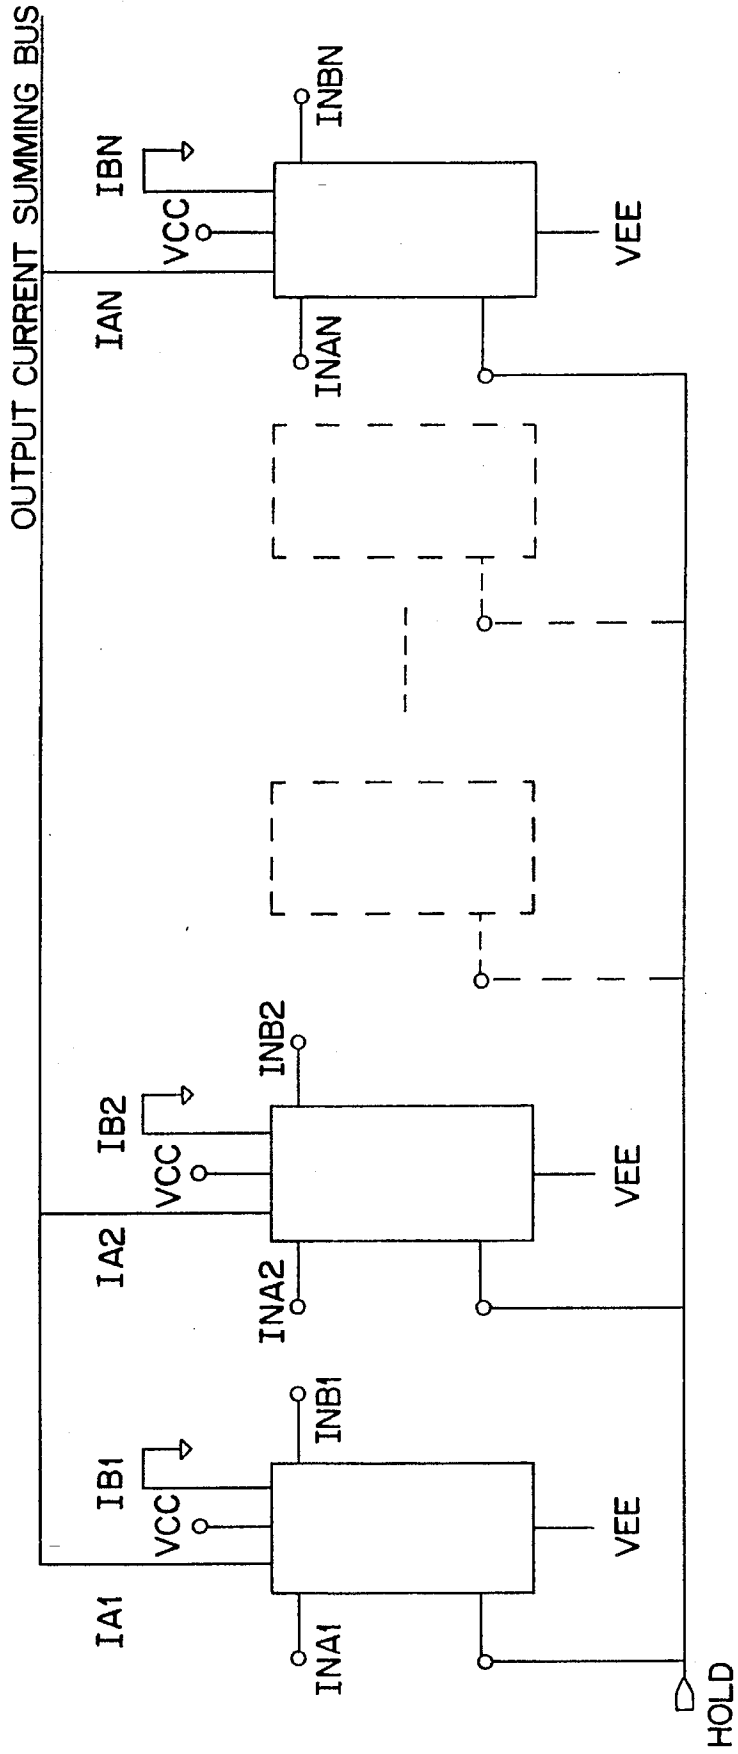 OUTPUT CURRENT SUMMING BUS
IA1
IB1
IA2
IB2
IAN
IBN
VCC
VCC
VCC
INA1
INB1
INA2
INB2
INAN
INBN
VEE
VEE
VEE
HOLD